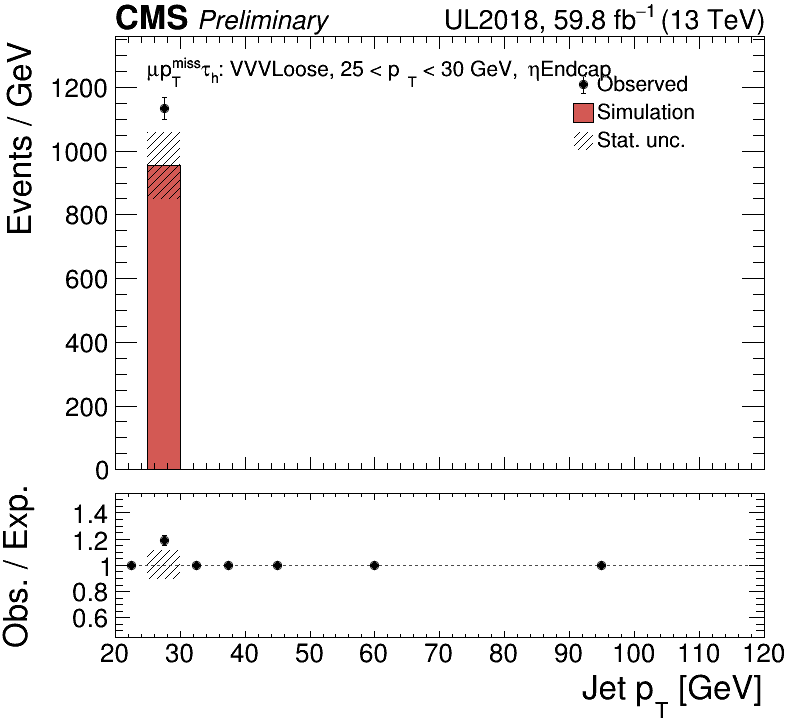 CMS Preliminary UL2018, 59.8 fb⁻¹ (13 TeV)
Events / GeV
μp_T^miss τ_h: VVVLoose, 25 < p_T < 30 GeV, ηEndcap
Observed
Simulation
Stat. unc.
1200
1000
800
600
400
200
0
Obs. / Exp.
1.4
1.2
1
0.8
0.6
20 30 40 50 60 70 80 90 100 110 120
Jet p_T [GeV]